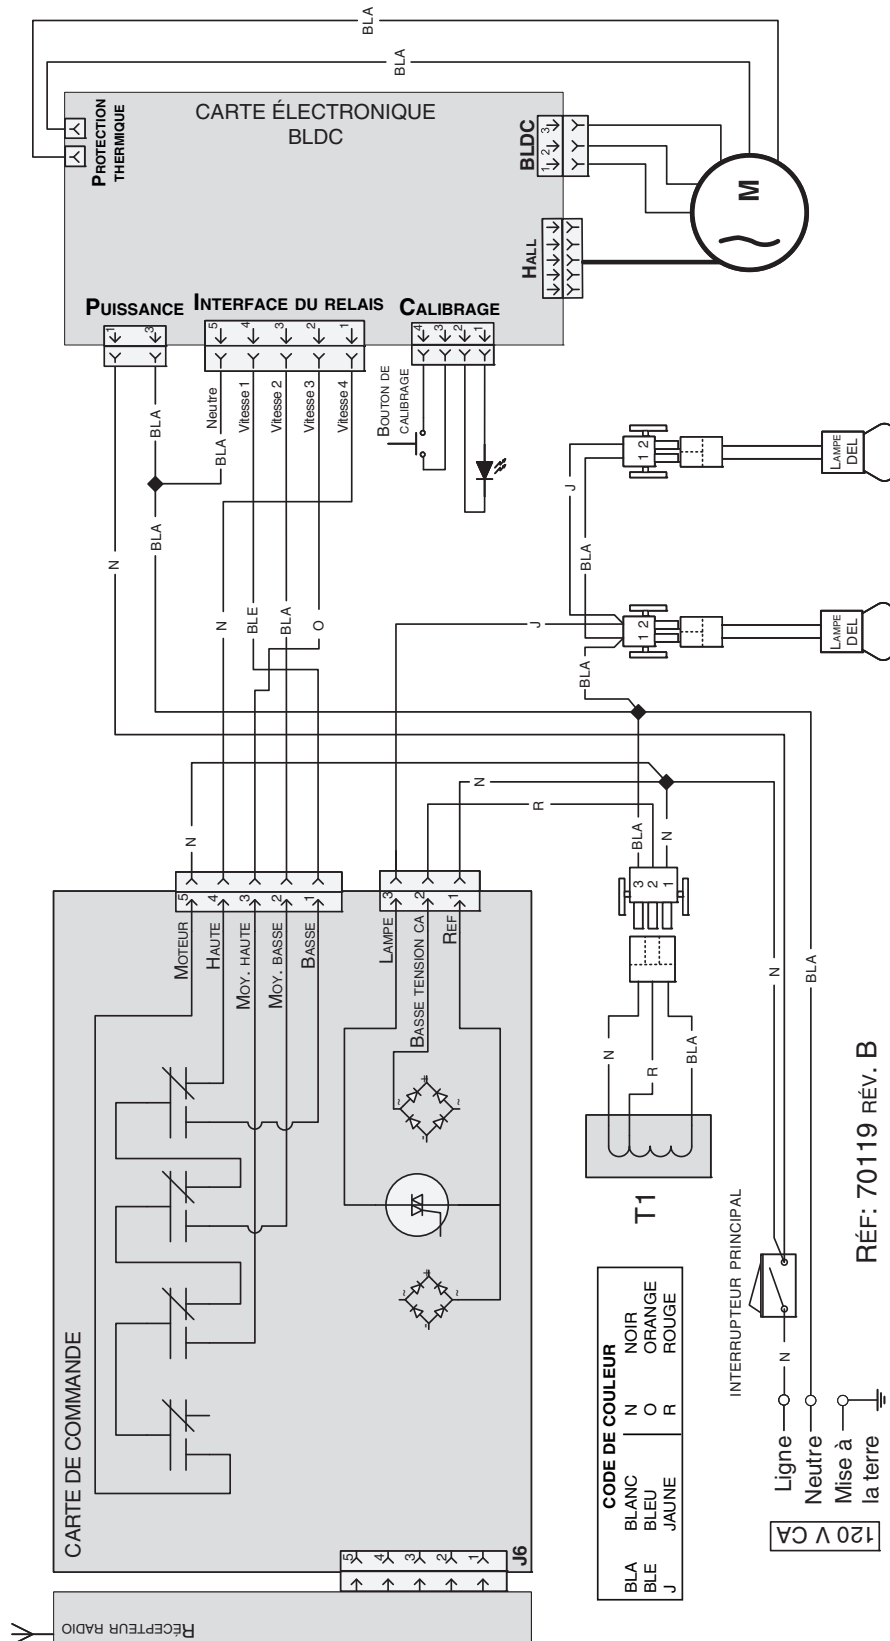 BLA
BLA
CARTE ÉLECTRONIQUE
BLDC
PROTECTION
THERMIQUE
BLDC
3
2
1
M
HALL
PUISSANCE
INTERFACE DU RELAIS
CALIBRAGE
1
3
5
4
3
2
1
4
3
2
1
BLA
BLA
Neutre
Vitesse 1
Vitesse 2
Vitesse 3
Vitesse 4
BOUTON DE
CALIBRAGE
BLA
N
N
BLE
BLA
O
J
BLA
J
BLA
1 2
LAMPE
DEL
1 2
LAMPE
DEL
N
N
R
BLA
N
5
4
3
2
1
3
2
1
MOTEUR
HAUTE
MOY. HAUTE
MOY. BASSE
BASSE
LAMPE
BASSE TENSION CA
REF
3
2
1
N
R
BLA
T1
N
BLA
CARTE DE COMMANDE
~
+
~
-
~
+
~
-
J6
5
4
3
2
1
RÉCEPTEUR RADIO
CODE DE COULEUR
BLA BLANC N NOIR
BLE BLEU O ORANGE
J JAUNE R ROUGE
INTERRUPTEUR PRINCIPAL
N
Ligne
Neutre
Mise à
la terre
120 V CA
RÉF: 70119 RÉV. B